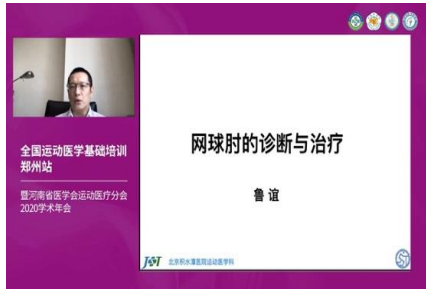 全国运动医学基础培训
郑州站
暨河南省医学会运动医疗分会
2020学术年会
网球肘的诊断与治疗
鲁谊
北京积水潭医院运动医学科